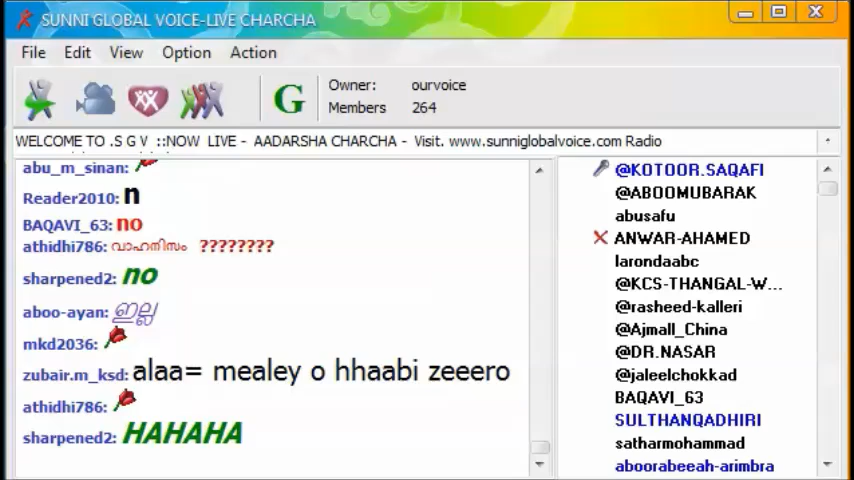 SUNNI GLOBAL VOICE-LIVE CHARCHA
File Edit View Option Action
G
Owner: ourvoice
Members 264
WELCOME TO .S G V ::NOW LIVE - AADARSHA CHARCHA - Visit. www.sunniglobalvoice.com Radio
abu_m_sinan:
Reader2010: n
BAQAVI_63: no
athidhi786: വാഹനിസം ????????
sharpened2: no
aboo-ayan: ഇല്ല
mkd2036:
zubair.m_ksd: alaa= mealey o hhaabi zeeero
athidhi786:
sharpened2: HAHAHA
@KOTOOR.SAQAFI
@ABOOMUBARAK
abusafu
ANWAR-AHAMED
larondaabc
@KCS-THANGAL-W...
@rasheed-kalleri
@Ajmall_China
@DR.NASAR
@jaleelchokkad
BAQAVI_63
SULTHANQADHIRI
satharmohammad
aboorabeeah-arimbra